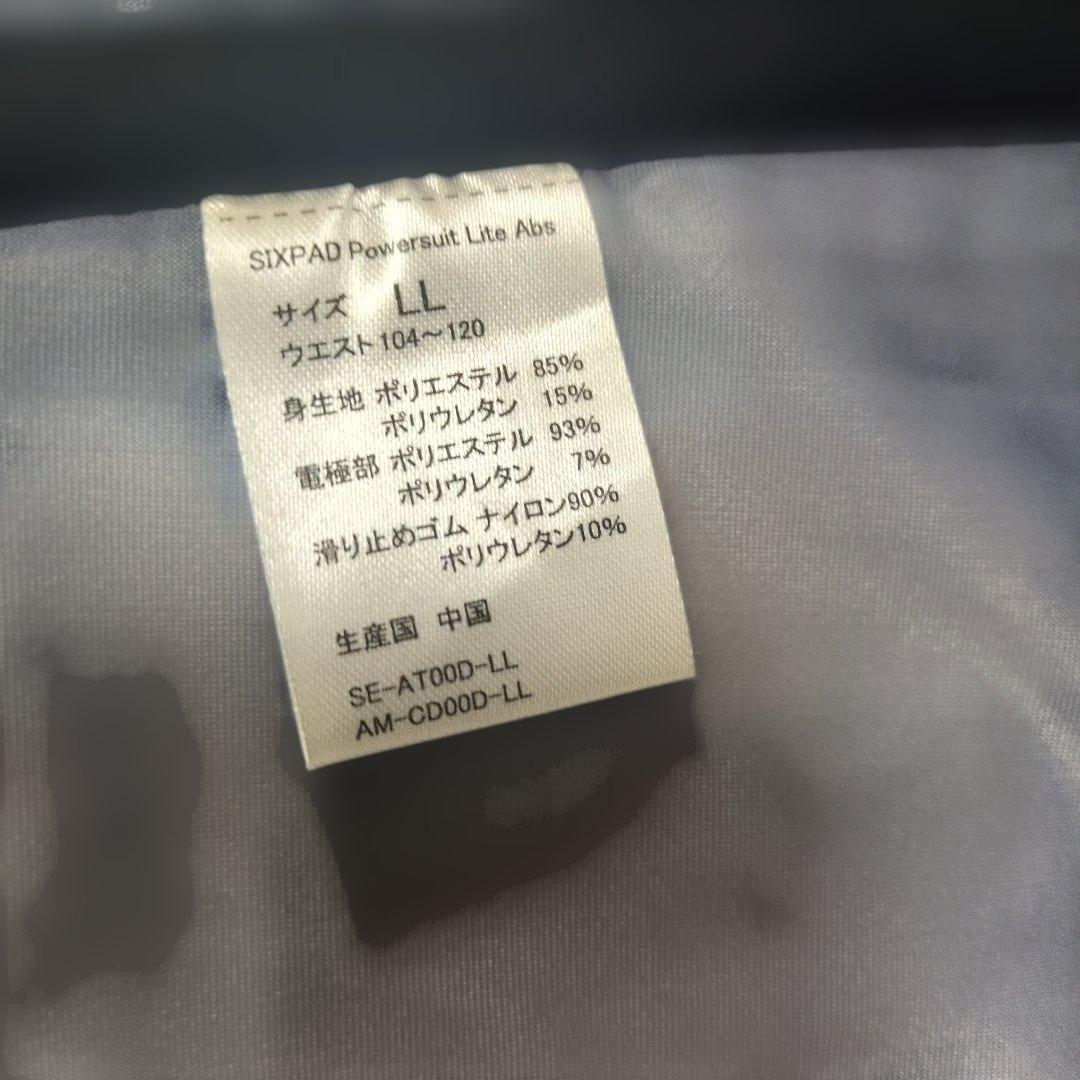 SIXPAD Powersuit Lite Abs
サイズ LL
ウエスト104～120
身生地 ポリエステル 85%
ポリウレタン 15%
電極部 ポリエステル 93%
ポリウレタン 7%
滑り止めゴム ナイロン90%
ポリウレタン10%
生産国 中国
SE-AT00D-LL
AM-CD00D-LL